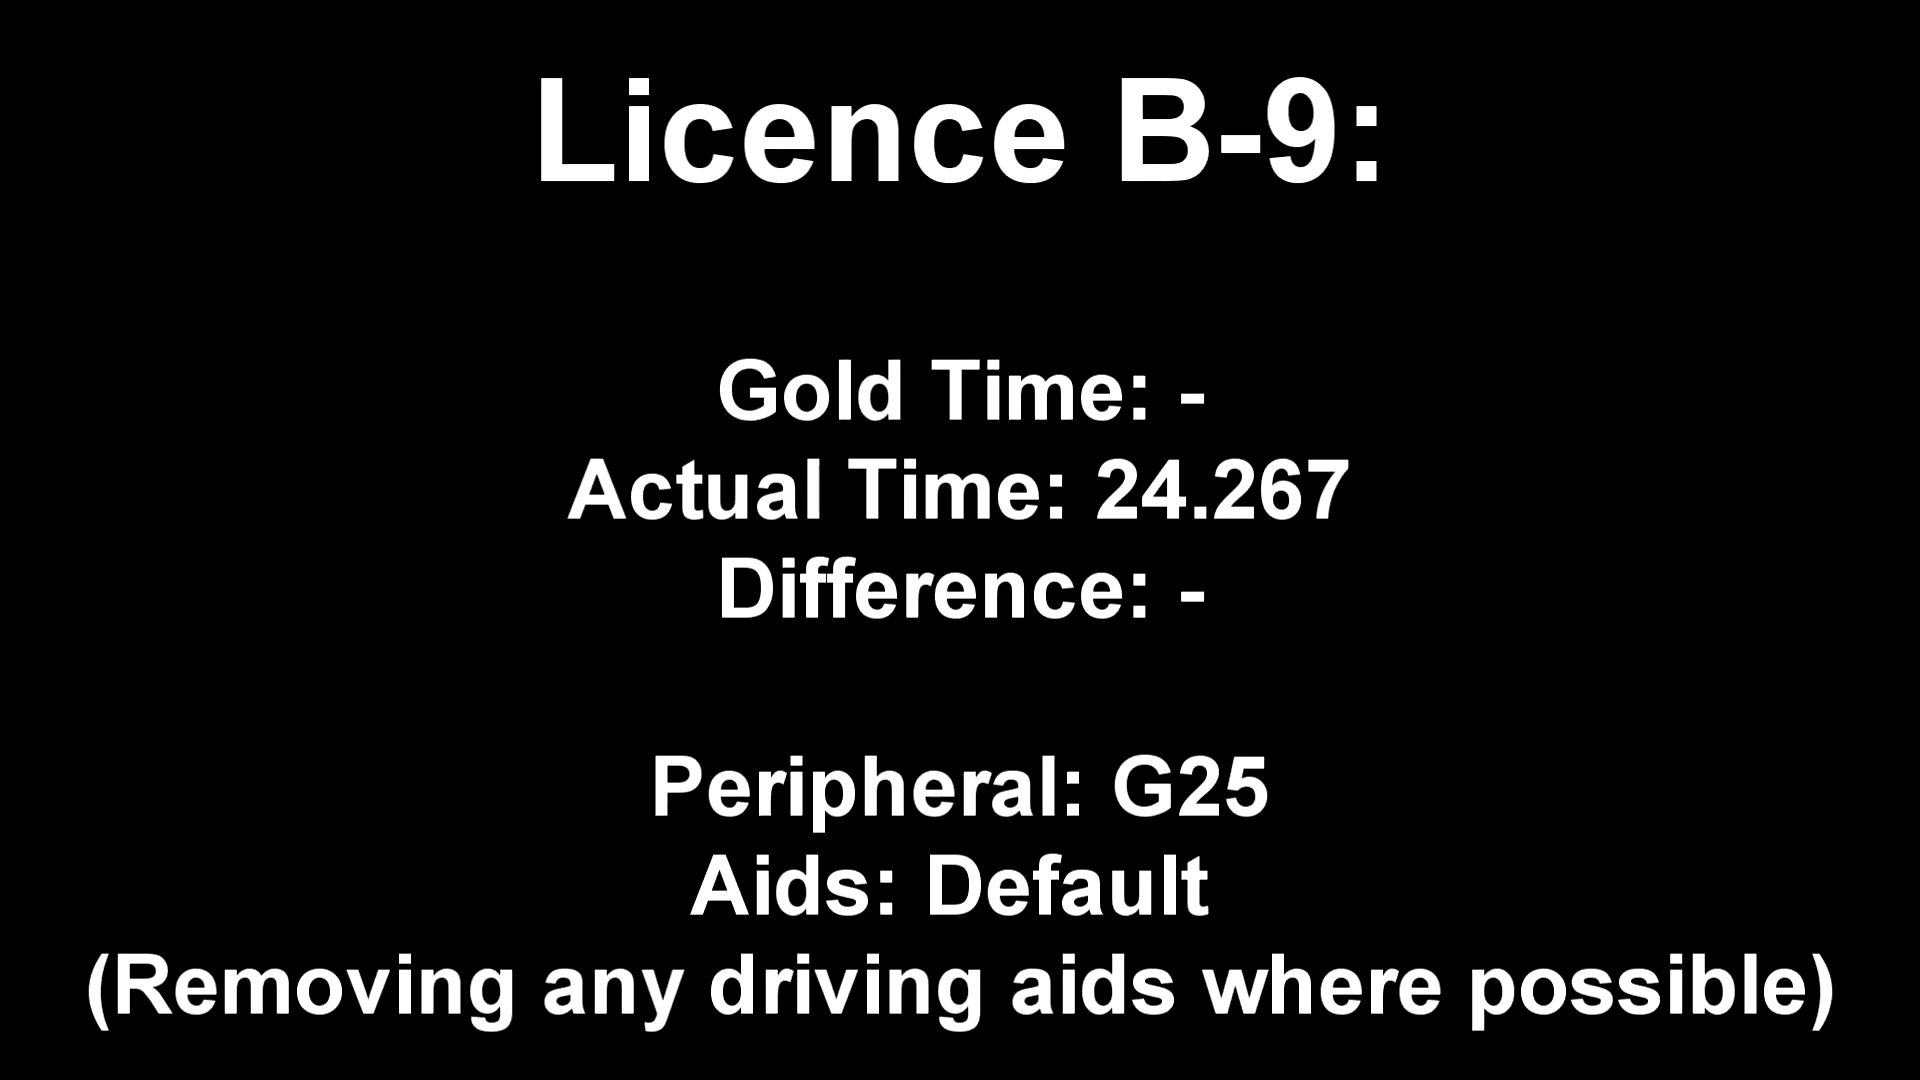 Licence B-9:
Gold Time: -
Actual Time: 24.267
Difference: -
Peripheral: G25
Aids: Default
(Removing any driving aids where possible)